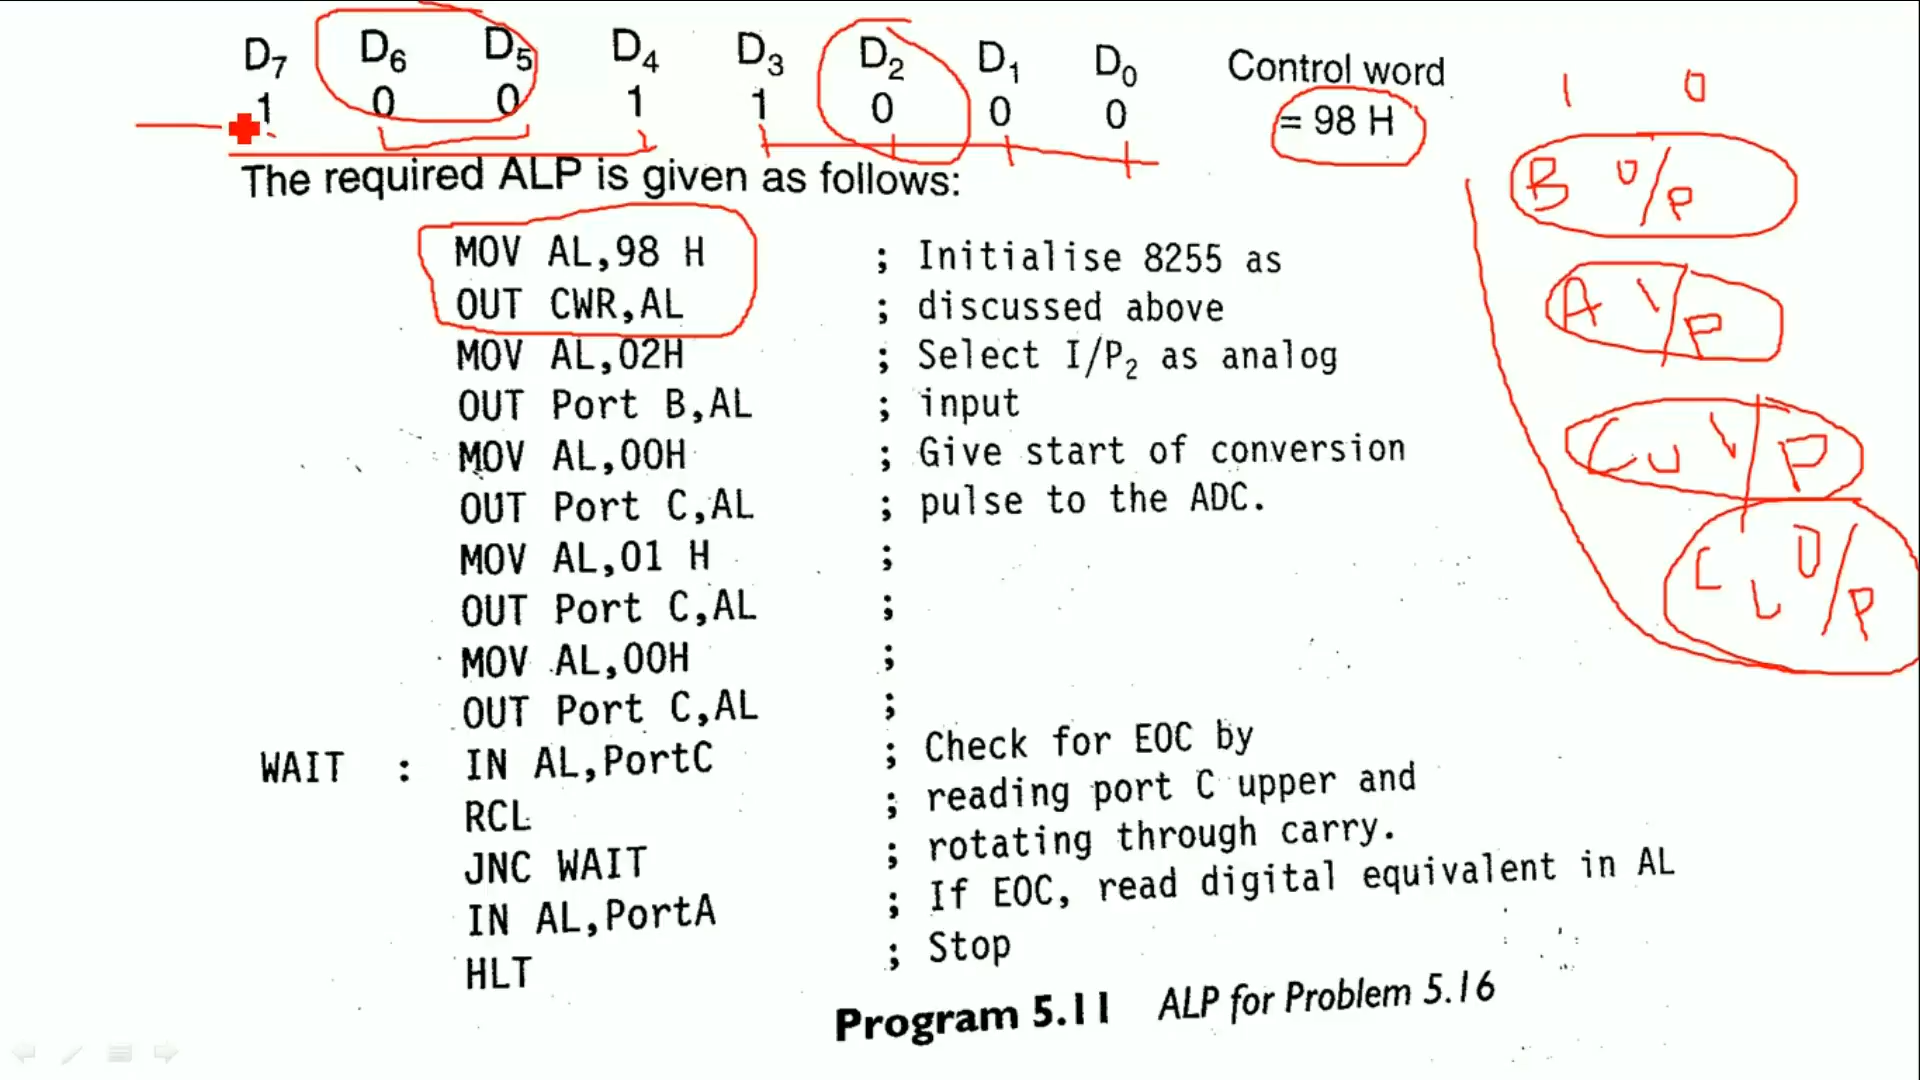 D7 D6 D5 D4 D3 D2 D1 D0 Control word
1 0 0 1 1 0 0 0 = 98 H
1 0
B O/P
A I/P
CU I/P
CL O/P
The required ALP is given as follows:
MOV AL,98 H ; Initialise 8255 as
OUT CWR,AL ; discussed above
MOV AL,02H ; Select I/P2 as analog
OUT Port B,AL ; input
MOV AL,00H ; Give start of conversion
OUT Port C,AL ; pulse to the ADC.
MOV AL,01 H ;
OUT Port C,AL ;
MOV AL,00H ;
OUT Port C,AL ;
WAIT : IN AL,PortC ; Check for EOC by
RCL ; reading port C upper and
JNC WAIT ; rotating through carry.
IN AL,PortA ; If EOC, read digital equivalent in AL
HLT ; Stop
Program 5.11 ALP for Problem 5.16